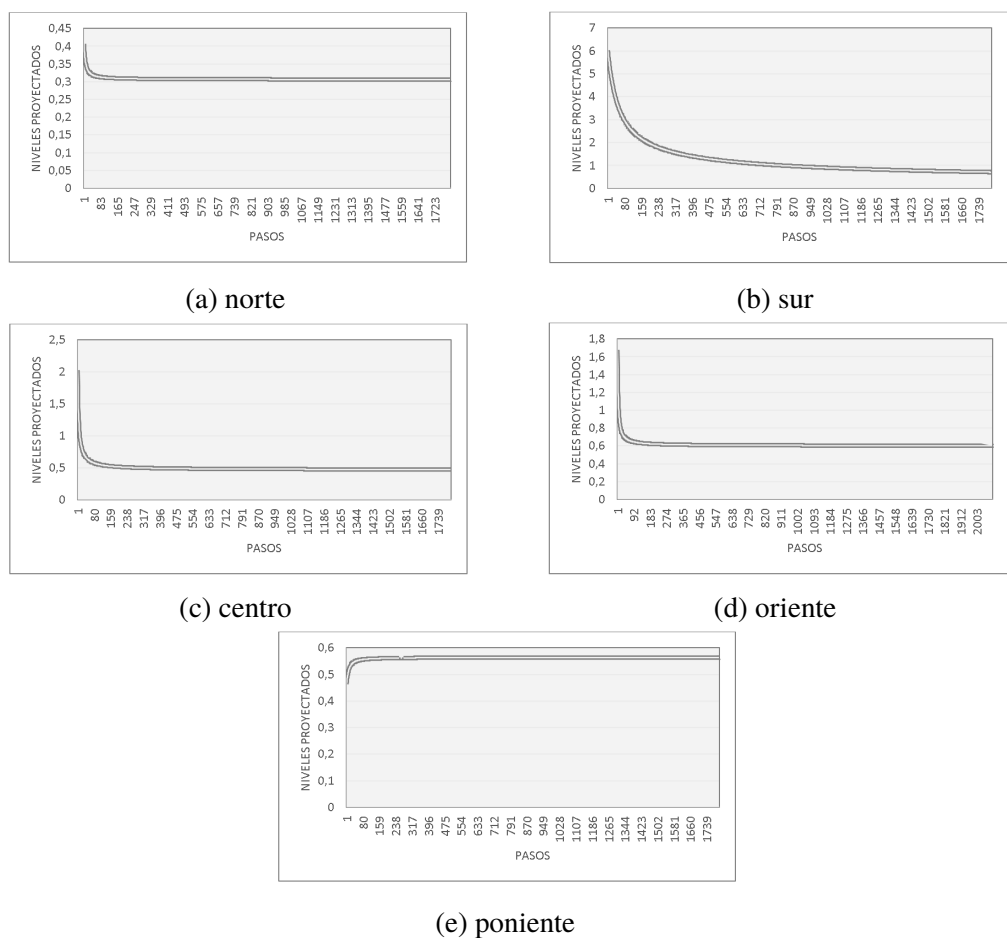 NIVELES PROYECTADOS
0,45
0,4
0,35
0,3
0,25
0,2
0,15
0,1
0,05
0
1 83 165 247 329 411 493 575 657 739 821 903 985 1067 1149 1231 1313 1395 1477 1559 1641 1723
PASOS
(a) norte
NIVELES PROYECTADOS
7
6
5
4
3
2
1
0
1 80 159 238 317 396 475 554 633 712 791 870 949 1028 1107 1186 1265 1344 1423 1502 1581 1660 1739
PASOS
(b) sur
NIVELES PROYECTADOS
2,5
2
1,5
1
0,5
0
1 80 159 238 317 396 475 554 633 712 791 870 949 1028 1107 1186 1265 1344 1423 1502 1581 1660 1739
PASOS
(c) centro
NIVELES PROYECTADOS
1,8
1,6
1,4
1,2
1
0,8
0,6
0,4
0,2
0
1 92 183 274 365 456 547 638 729 820 911 1002 1093 1184 1275 1366 1457 1548 1639 1730 1821 1912 2003
PASOS
(d) oriente
NIVELES PROYECTADOS
0,6
0,5
0,4
0,3
0,2
0,1
0
1 80 159 238 317 396 475 554 633 712 791 870 949 1028 1107 1186 1265 1344 1423 1502 1581 1660 1739
PASOS
(e) poniente